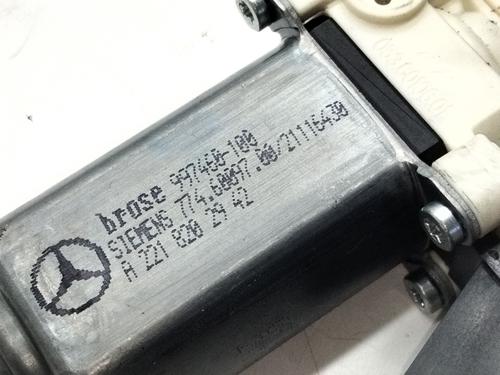 brose 997460-100
SIEMENS 774.60097.00/21116430
A 221 820 29 42